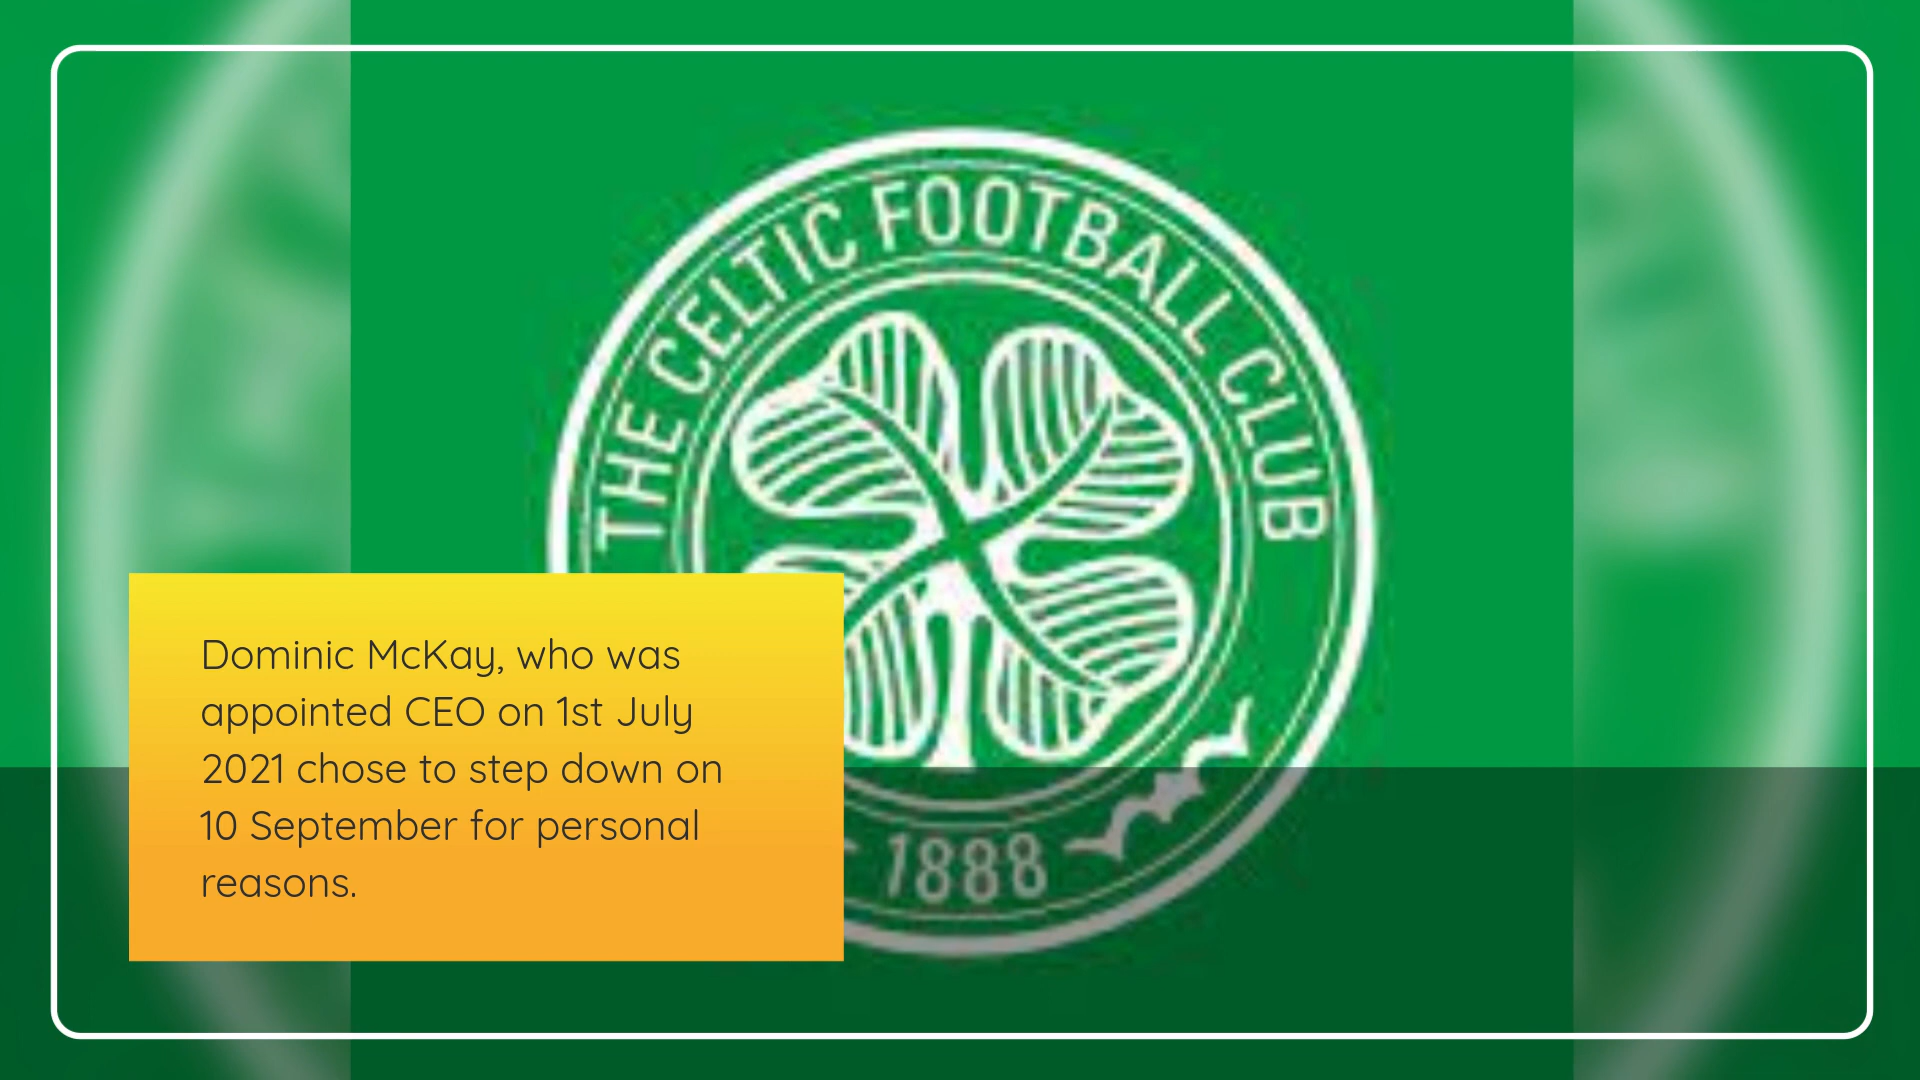 THE CELTIC FOOTBALL CLUB
Dominic McKay, who was
appointed CEO on 1st July
2021 chose to step down on
10 September for personal
reasons.
1888